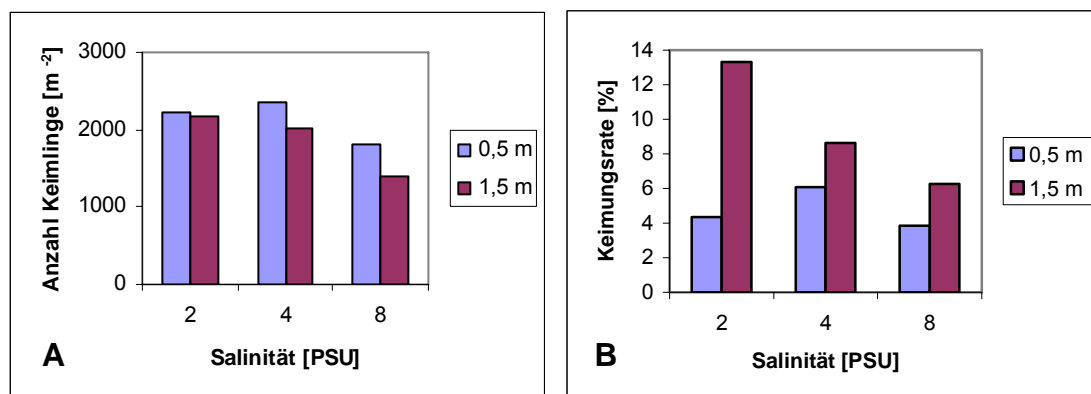 Anzahl Keimlinge [m -2]
3000
2000
1000
0
2 4 8
Salinität [PSU]
0,5 m
1,5 m
A
Keimungsrate [%]
14
12
10
8
6
4
2
0
2 4 8
Salinität [PSU]
0,5 m
1,5 m
B